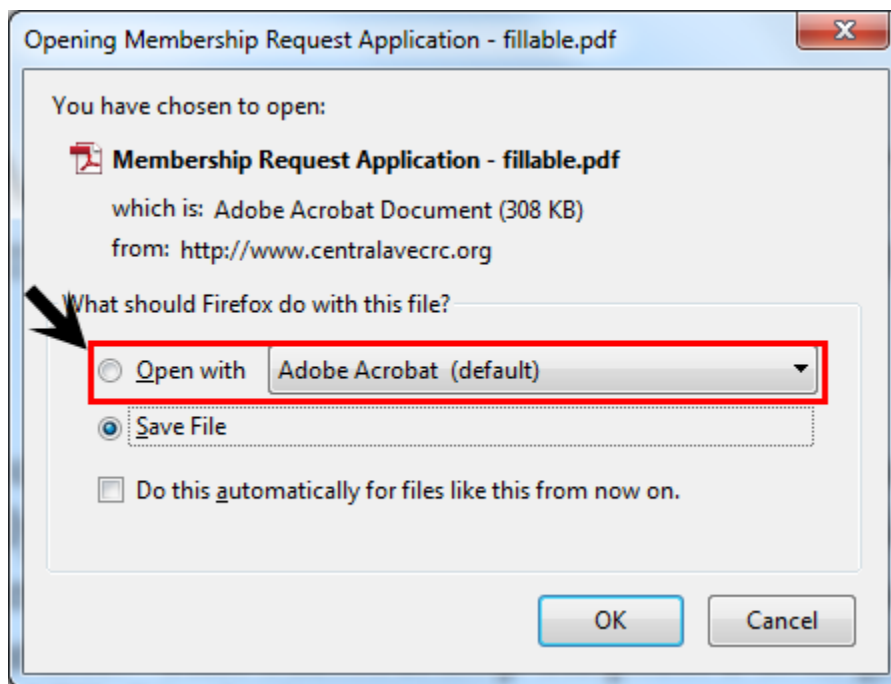 Opening Membership Request Application - fillable.pdf
You have chosen to open:
Membership Request Application - fillable.pdf
which is: Adobe Acrobat Document (308 KB)
from: http://www.centralavecrc.org
What should Firefox do with this file?
Open with Adobe Acrobat (default)
Save File
Do this automatically for files like this from now on.
OK Cancel